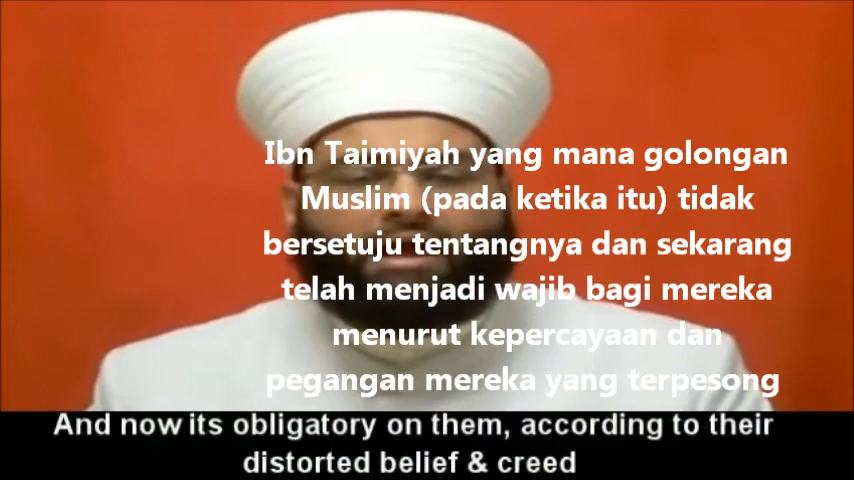 Ibn Taimiyah yang mana golongan
Muslim (pada ketika itu) tidak
bersetuju tentangnya dan sekarang
telah menjadi wajib bagi mereka
menurut kepercayaan dan
pegangan mereka yang terpesong
And now its obligatory on them, according to their
distorted belief & creed